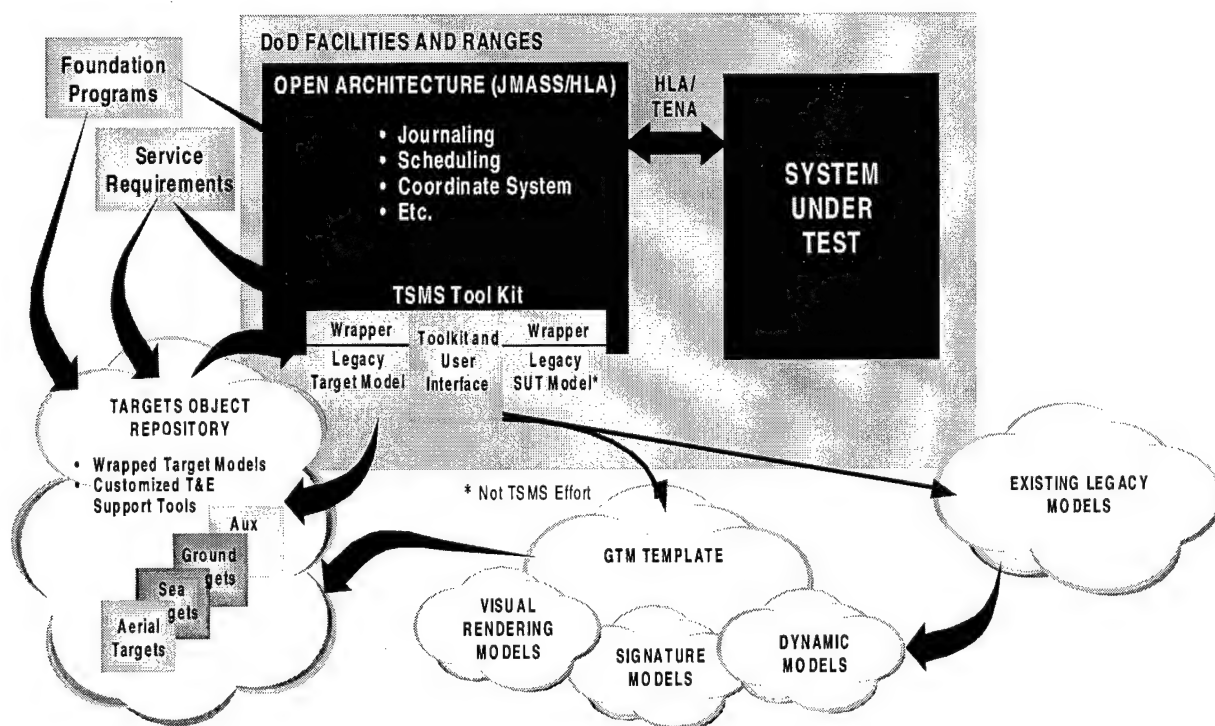 DoD FACILITIES AND RANGES
Foundation
Programs
Service
Requirements
OPEN ARCHITECTURE (JMASS/HLA)
• Journaling
• Scheduling
• Coordinate System
• Etc.
HLA/
TENA
SYSTEM
UNDER
TEST
TSMS Tool Kit
Wrapper
Legacy
Target Model
Toolkit and
User
Interface
Wrapper
Legacy
SUT Model*
TARGETS OBJECT
REPOSITORY
• Wrapped Target Models
• Customized T&E
Support Tools
Aux
Ground
gets
Sea
gets
Aerial
Targets
* Not TSMS Effort
GTM TEMPLATE
VISUAL
RENDERING
MODELS
SIGNATURE
MODELS
DYNAMIC
MODELS
EXISTING LEGACY
MODELS